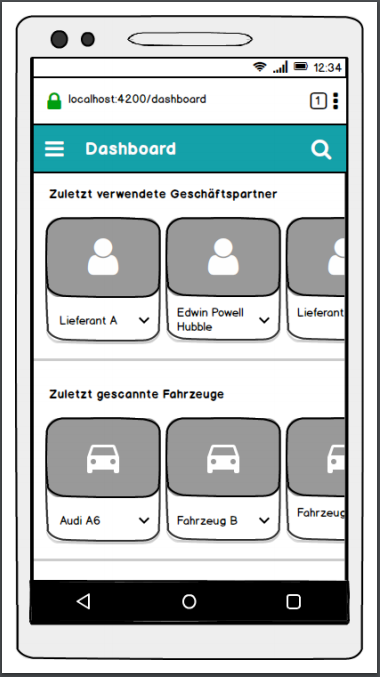 12:34
localhost:4200/dashboard
1
Dashboard
Zuletzt verwendete Geschäftspartner
Lieferant A
Edwin Powell
Hubble
Lieferant
Zuletzt gescannte Fahrzeuge
Audi A6
Fahrzeug B
Fahrzeug